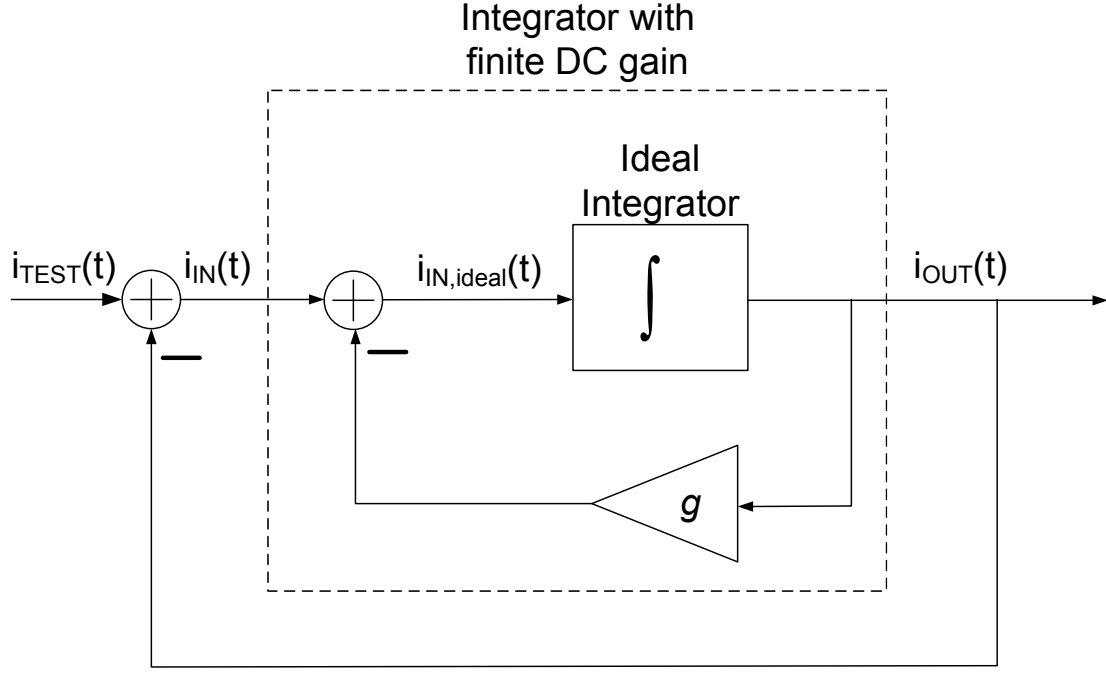 Integrator with
finite DC gain
Ideal
Integrator
i_TEST(t)
i_IN(t)
i_IN,ideal(t)
∫
i_OUT(t)
g